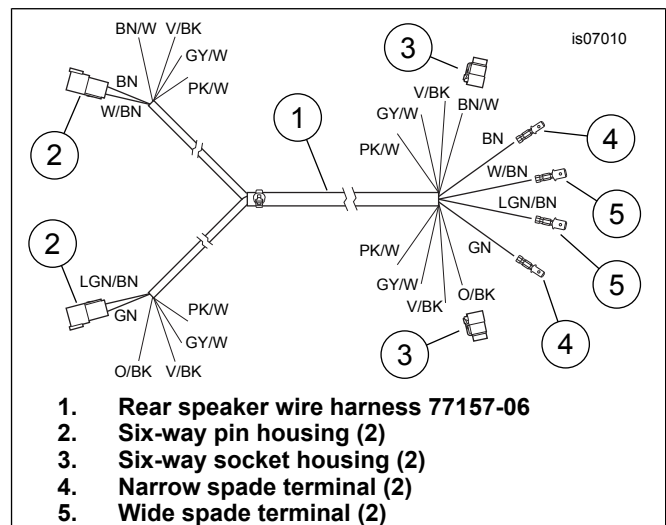 is07010
BN/W V/BK
GY/W
PK/W
BN
W/BN
2
1
3
V/BK
GY/W
BN/W
PK/W
BN
4
W/BN
5
LGN/BN
5
GN
4
2
LGN/BN
GN
PK/W
GY/W
O/BK V/BK
PK/W
GY/W
V/BK
O/BK
3
1. Rear speaker wire harness 77157-06
2. Six-way pin housing (2)
3. Six-way socket housing (2)
4. Narrow spade terminal (2)
5. Wide spade terminal (2)